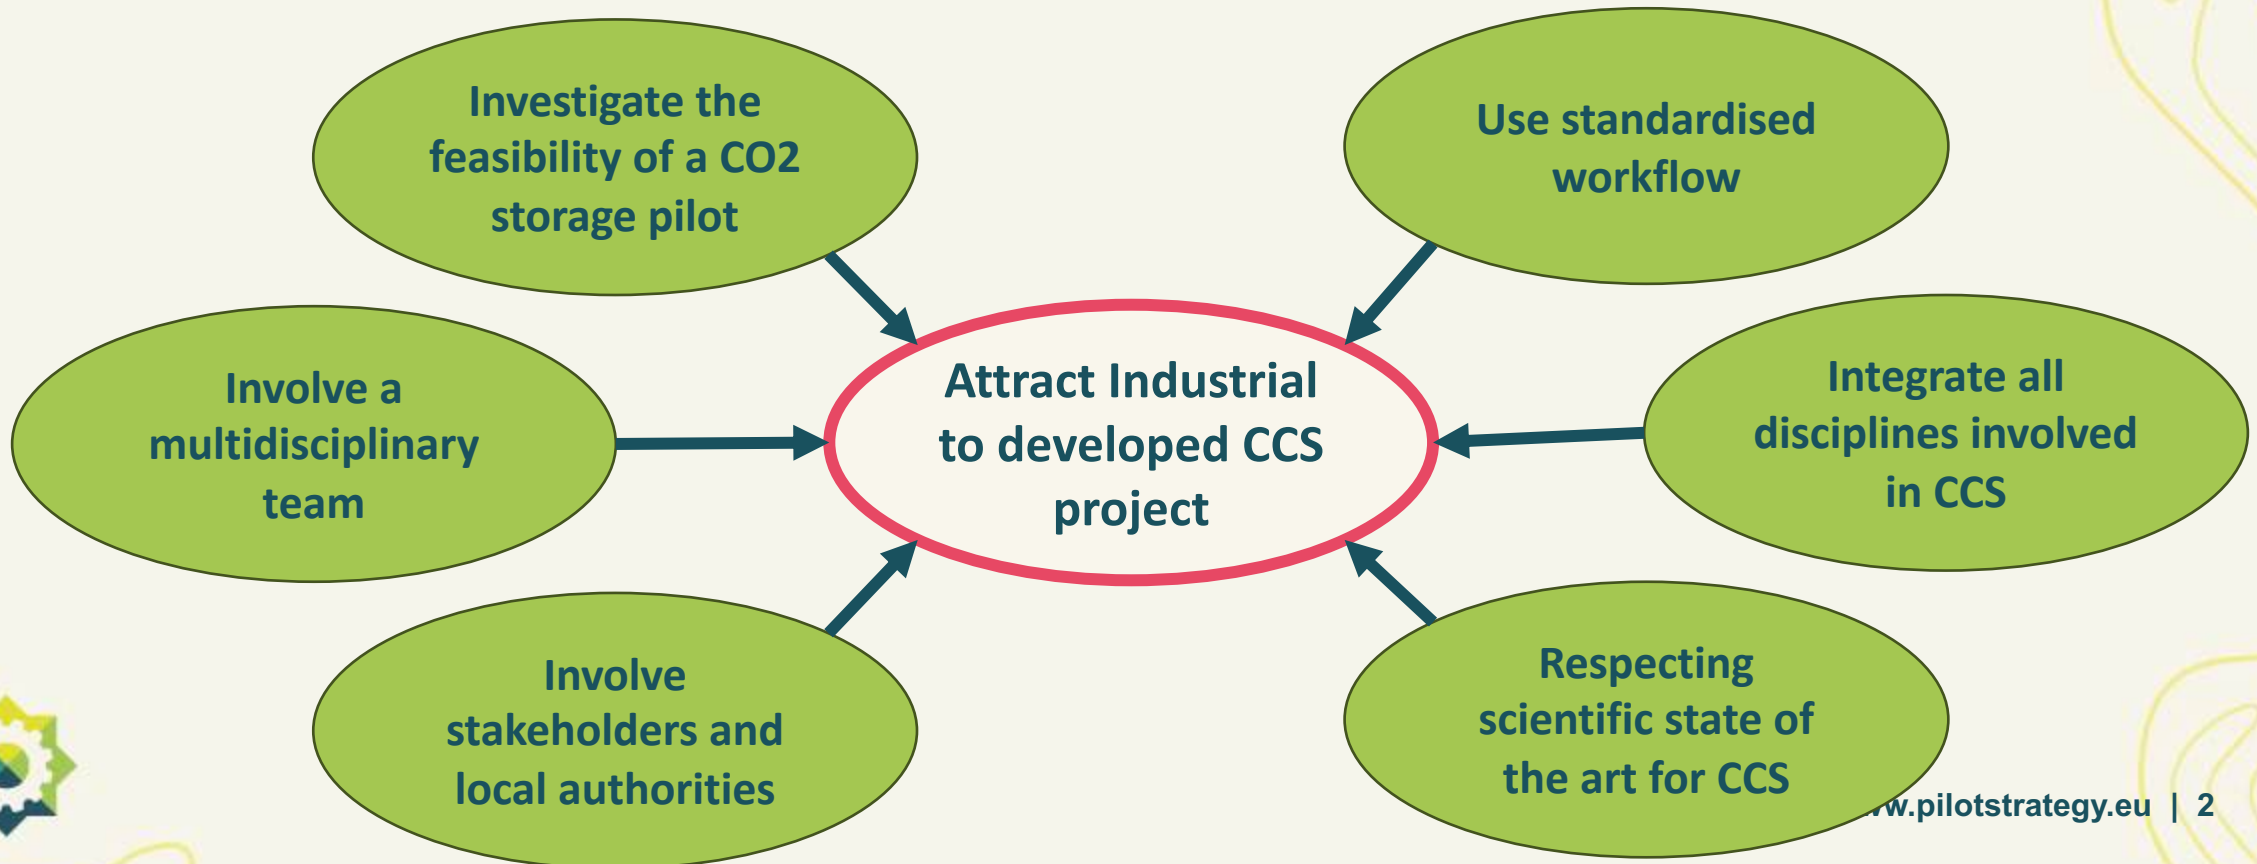 Investigate the
feasibility of a CO2
storage pilot
Use standardised
workflow
Involve a
multidisciplinary
team
Attract Industrial
to developed CCS
project
Integrate all
disciplines involved
in CCS
Involve
stakeholders and
local authorities
Respecting
scientific state of
the art for CCS
w.pilotstrategy.eu | 2